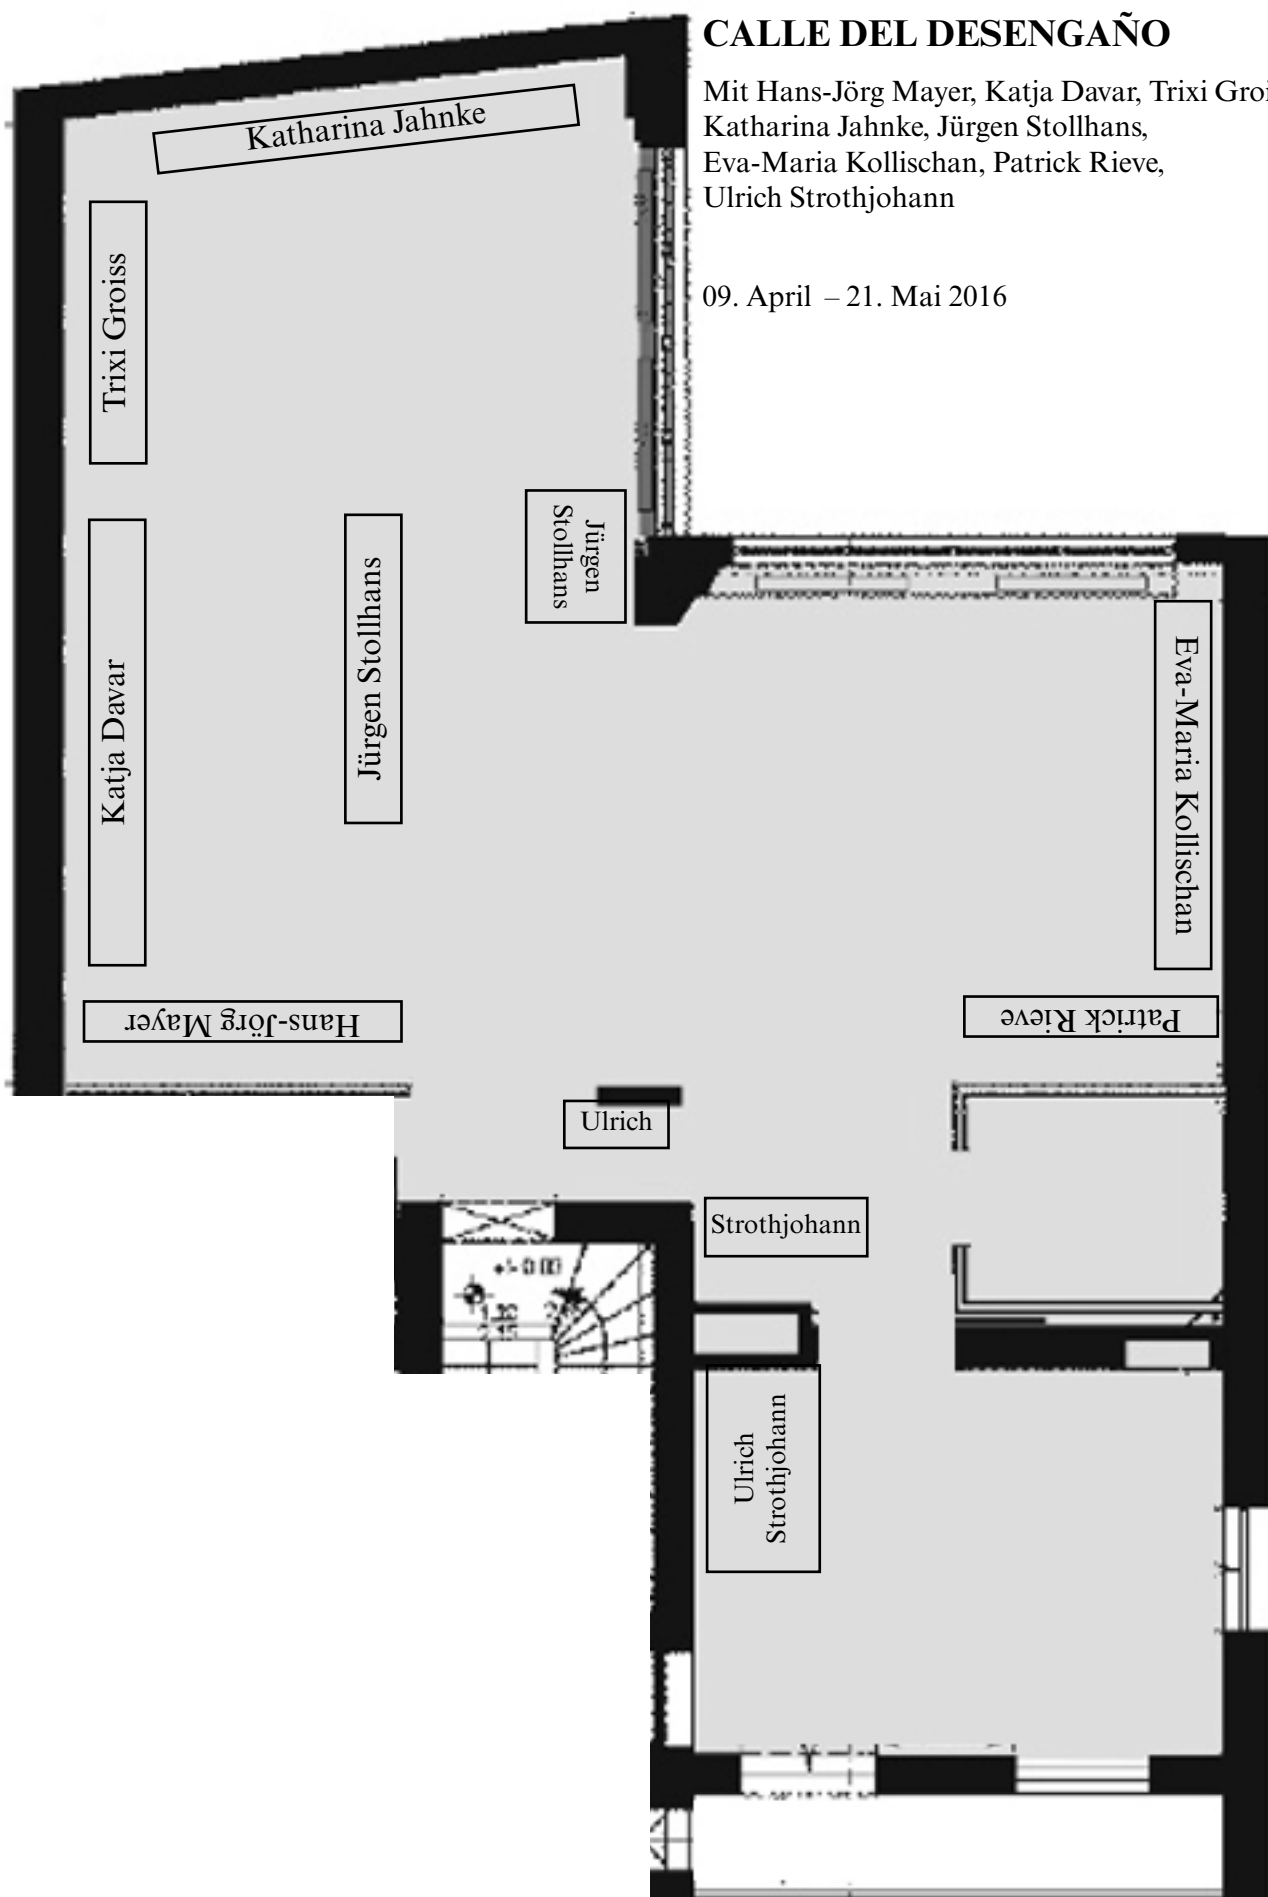 CALLE DEL DESENGAÑO
Mit Hans-Jörg Mayer, Katja Davar, Trixi
Katharina Jahnke, Jürgen Stollhans,
Eva-Maria Kollischan, Patrick Rieve,
Ulrich Strothjohann
09. April – 21. Mai 2016
Katharina Jahnke
Trixi Groiss
Jürgen
Stollhans
Katja Davar
Jürgen Stollhans
Eva-Maria Kollischan
Hans-Jörg Mayer
Patrick Rieve
Ulrich
Strothjohann
Ulrich
Strothjohann